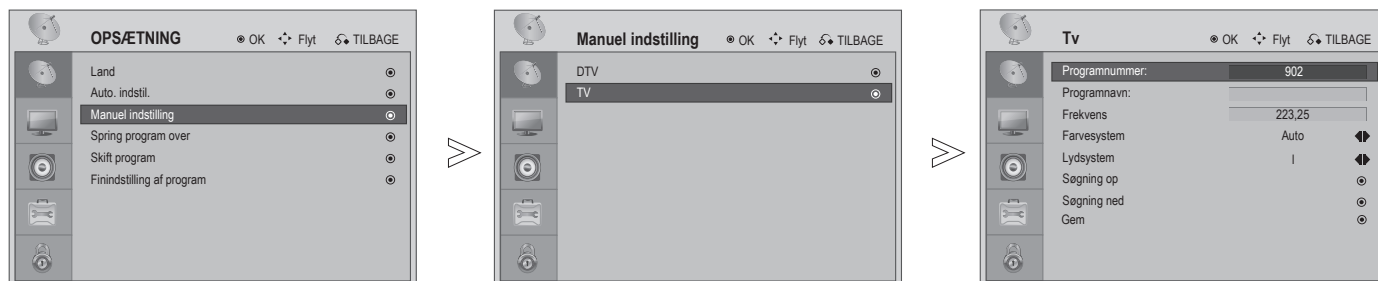 OPSÆTNING OK Flyt TILBAGE
Land
Auto. indstil.
Manuel indstilling
Spring program over
Skift program
Finindstilling af program
Manuel indstilling OK Flyt TILBAGE
DTV
TV
Tv OK Flyt TILBAGE
Programnummer: 902
Programnavn:
Frekvens 223,25
Farvesystem Auto
Lydsystem I
Søgning op
Søgning ned
Gem